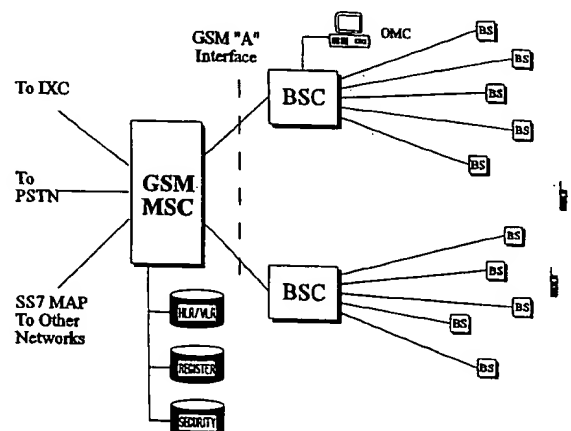 GSM "A"
Interface
OMC
BS
BS
BS
BS
BS
BSC
To IXC
To
PSTN
GSM
MSC
SS7 MAP
To Other
Networks
BSC
BS
BS
BS
BS
BS
HLR/VLR
REGISTER
SECURITY